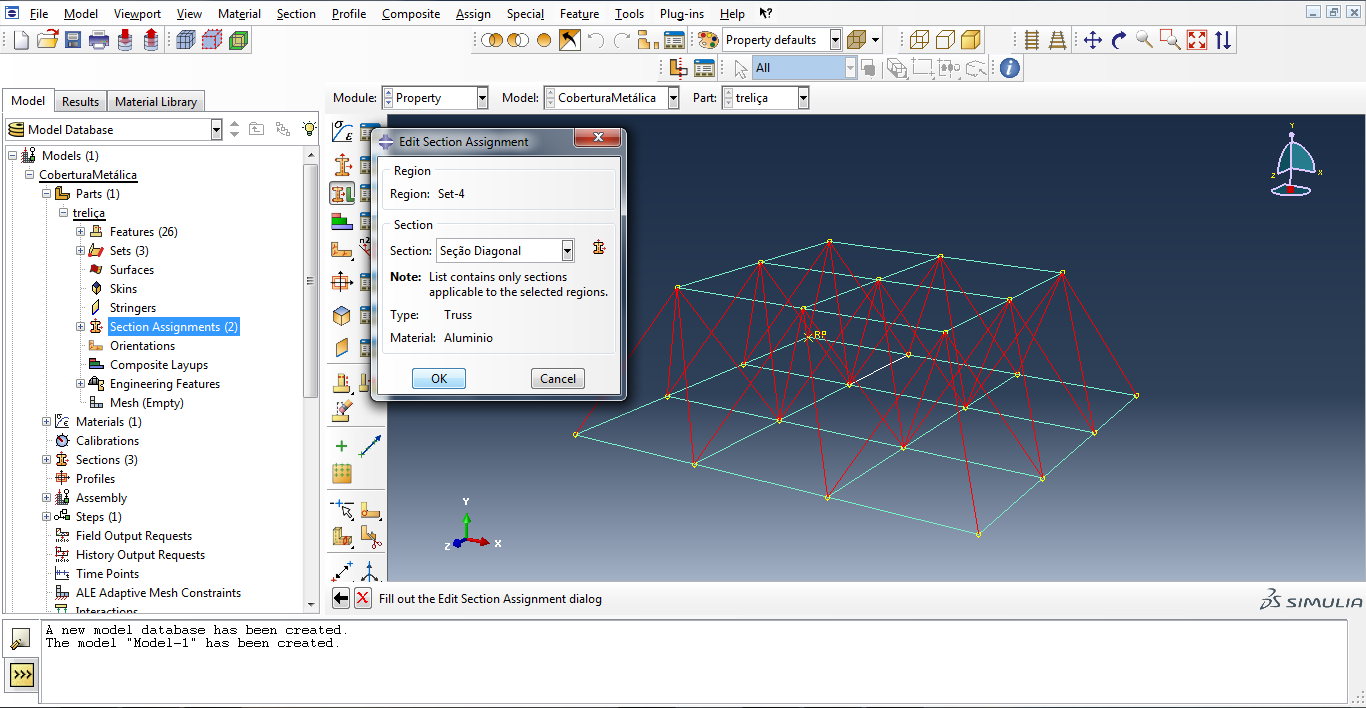 File Model Viewport View Material Section Profile Composite Assign Special Feature Tools Plug-ins Help
Property defaults
All
Model Results Material Library
Module: Property Model: CoberturaMetálica Part: treliça
Model Database
Models (1)
CoberturaMetálica
Parts (1)
treliça
Features (26)
Sets (3)
Surfaces
Skins
Stringers
Section Assignments (2)
Orientations
Composite Layups
Engineering Features
Mesh (Empty)
Materials (1)
Calibrations
Sections (3)
Profiles
Assembly
Steps (1)
Field Output Requests
History Output Requests
Time Points
ALE Adaptive Mesh Constraints
Interactions
Edit Section Assignment
Region
Region: Set-4
Section
Section: Seção Diagonal
Note: List contains only sections
applicable to the selected regions.
Type: Truss
Material: Aluminio
OK Cancel
RP
Y
Z X
Y
Z X
Fill out the Edit Section Assignment dialog
SIMULIA
A new model database has been created.
The model "Model-1" has been created.
>>>